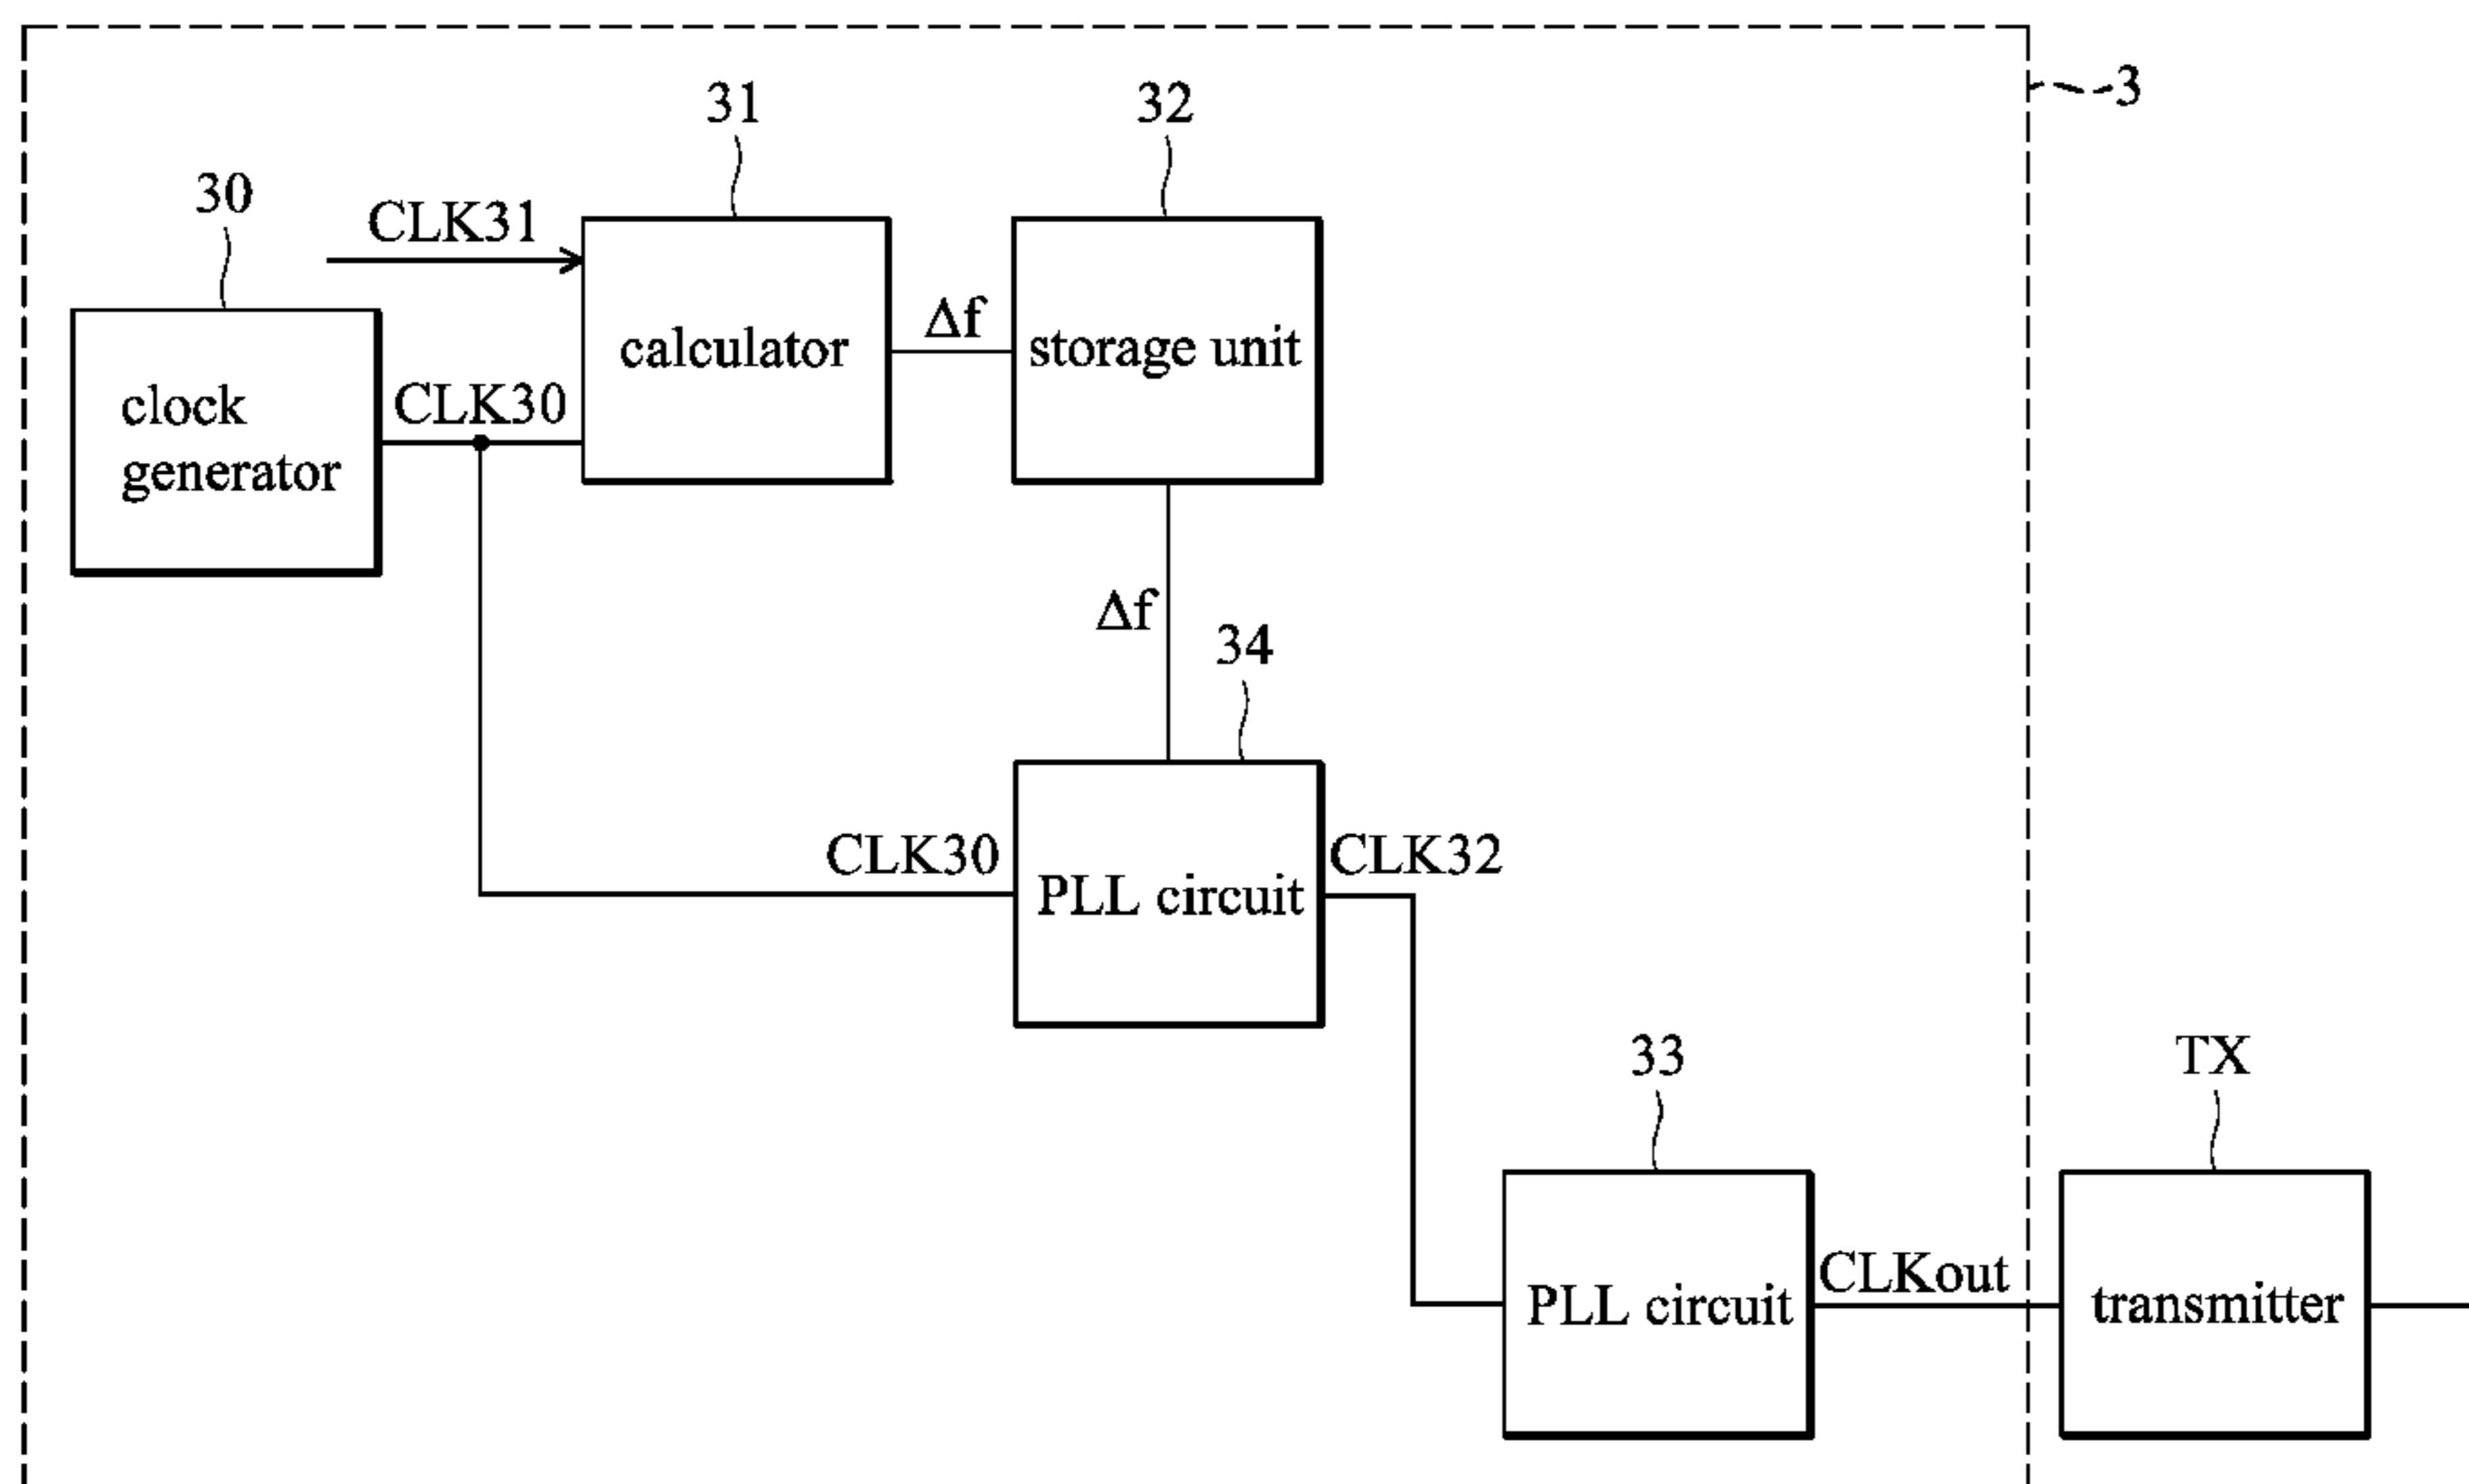 3
31
32
30
CLK31
calculator
Δf
storage unit
clock
generator
CLK30
Δf
34
CLK30
PLL circuit
CLK32
33
TX
PLL circuit
CLKout
transmitter